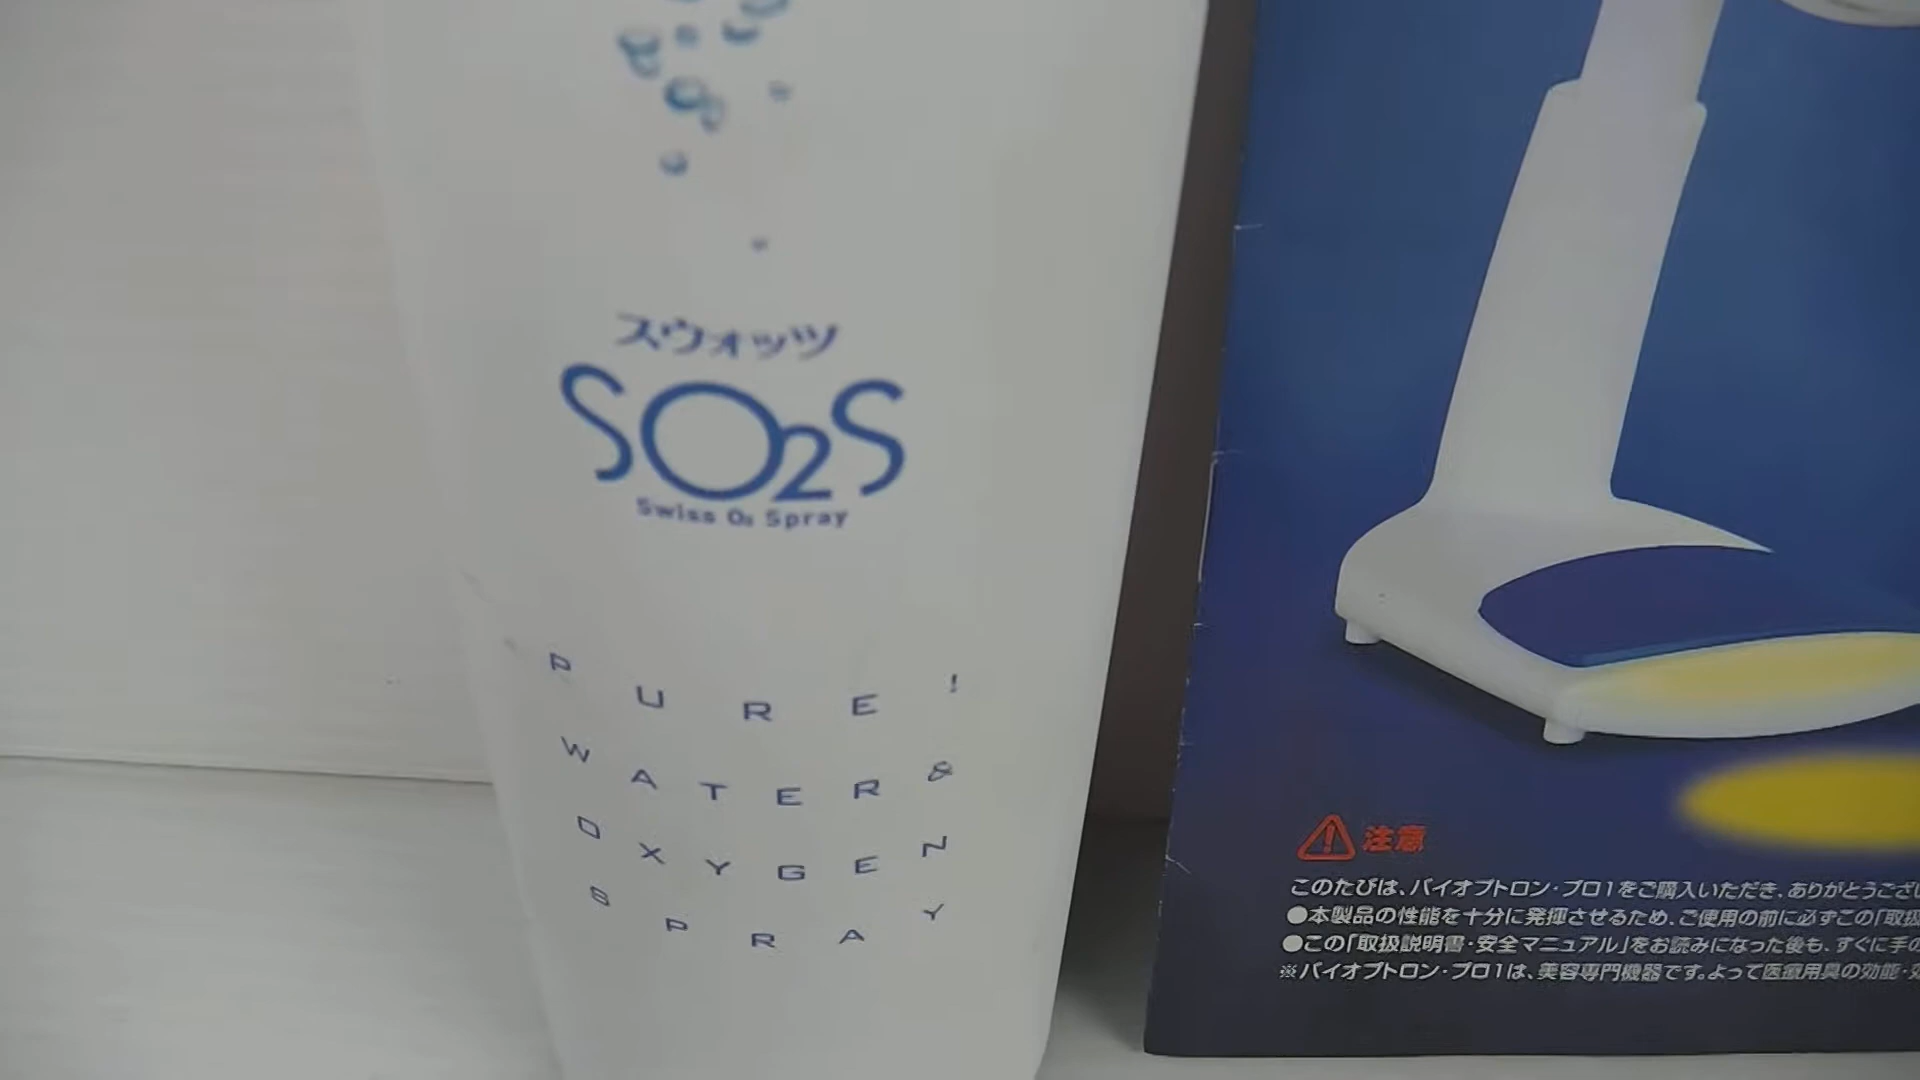 スウォッツ
SO2S
Swiss O2 Spray
PURE!
WATER&
OXYGEN
SPRAY
注意
このたびは、バイオプトロン・プロ1をご購入いただき、ありがとうござい
●本製品の性能を十分に発揮させるため、ご使用の前に必ずこの「取扱
●この「取扱説明書・安全マニュアル」をお読みになった後も、すぐに手の
※バイオプトロン・プロ1は、美容専門機器です。よって医療用具の効能・効